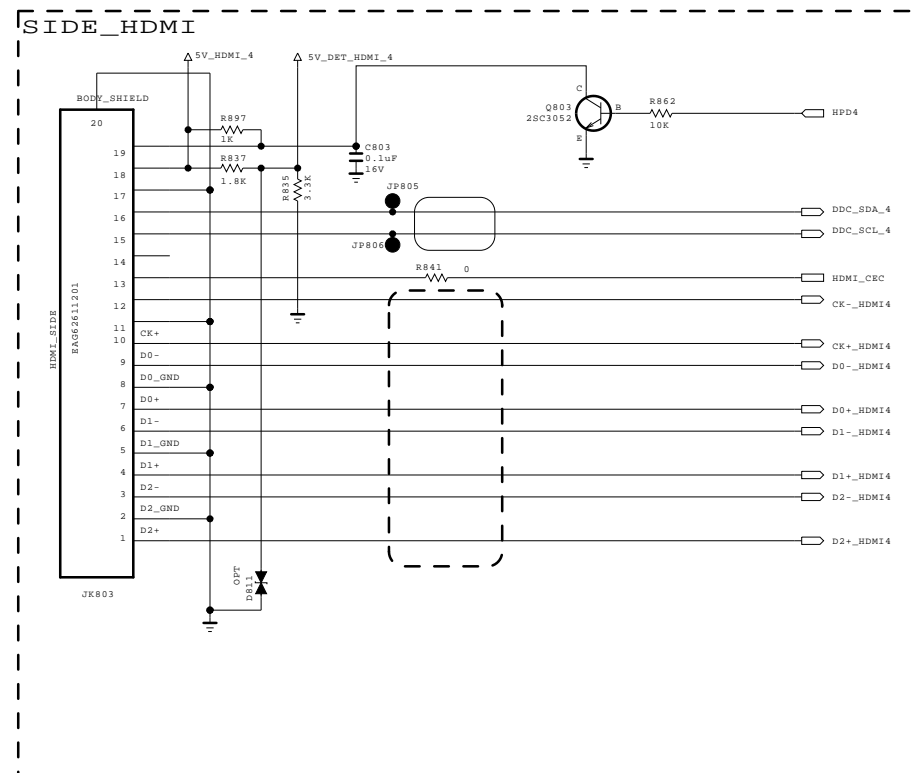 SIDE_HDMI
5V_HDMI_4
5V_DET_HDMI_4
BODY_SHIELD
20
R897
1K
C803
0.1uF
16V
C
Q803
2SC3052
B
E
R862
10K
HPD4
19
18
R837
1.8K
R835
3.3K
17
JP805
16
DDC_SDA_4
15
DDC_SCL_4
JP806
14
R841
0
13
HDMI_CEC
12
CK-_HDMI4
11
HDMI_SIDE
EAG62611201
10
CK+
CK+_HDMI4
9
D0-
D0-_HDMI4
8
D0_GND
7
D0+
D0+_HDMI4
6
D1-
D1-_HDMI4
5
D1_GND
4
D1+
D1+_HDMI4
3
D2-
D2-_HDMI4
2
D2_GND
1
D2+
D2+_HDMI4
OPT
D811
JK803